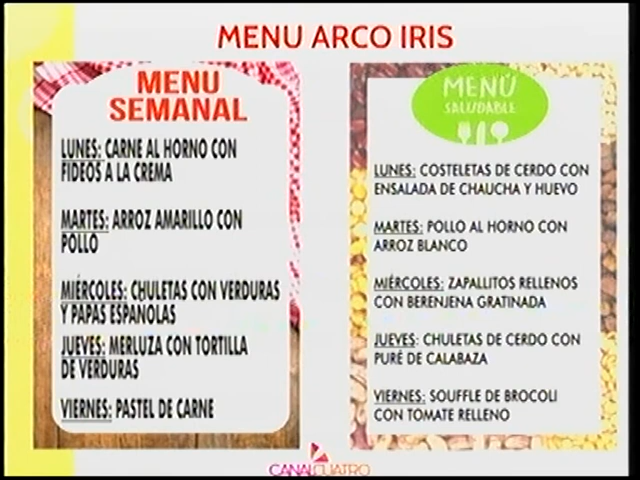 MENU ARCO IRIS
MENU
SEMANAL
LUNES: CARNE AL HORNO CON
FIDEOS A LA CREMA
MARTES: ARROZ AMARILLO CON
POLLO
MIÉRCOLES: CHULETAS CON VERDURAS
Y PAPAS ESPAÑOLAS
JUEVES: MERLUZA CON TORTILLA
DE VERDURAS
VIERNES: PASTEL DE CARNE
MENÚ
SALUDABLE
LUNES: COSTELETAS DE CERDO CON
ENSALADA DE CHAUCHA Y HUEVO
MARTES: POLLO AL HORNO CON
ARROZ BLANCO
MIÉRCOLES: ZAPALLITOS RELLENOS
CON BERENJENA GRATINADA
JUEVES: CHULETAS DE CERDO CON
PURÉ DE CALABAZA
VIERNES: SOUFFLE DE BROCOLI
CON TOMATE RELLENO
CANALCUATRO